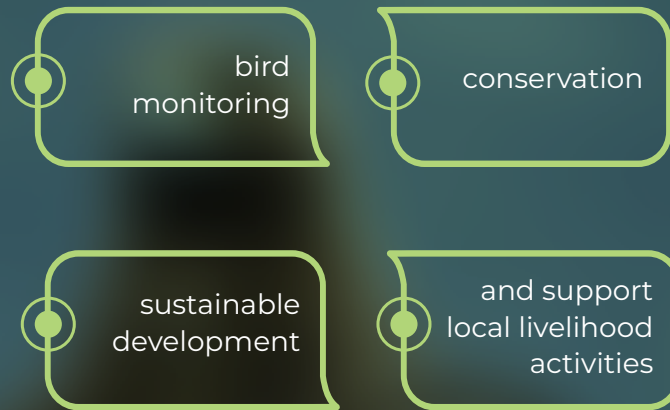 bird
monitoring
conservation
sustainable
development
and support
local livelihood
activities